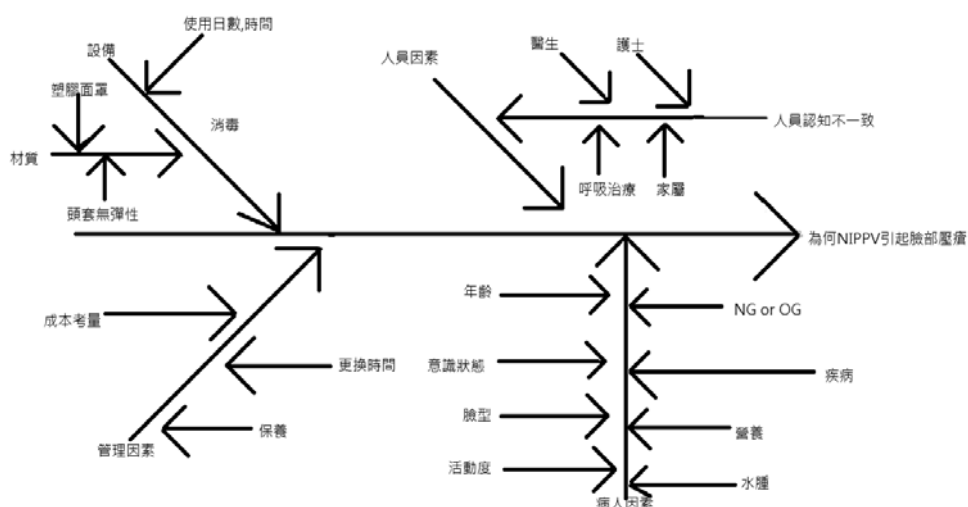 使用日數,時間
設備
塑膠面罩
消毒
材質
頭套無彈性
人員因素
醫生
護士
人員認知不一致
呼吸治療
家屬
為何NIPPV引起臉部壓瘡
成本考量
更換時間
保養
管理因素
年齡
NG or OG
意識狀態
疾病
臉型
營養
活動度
水腫
病人因素